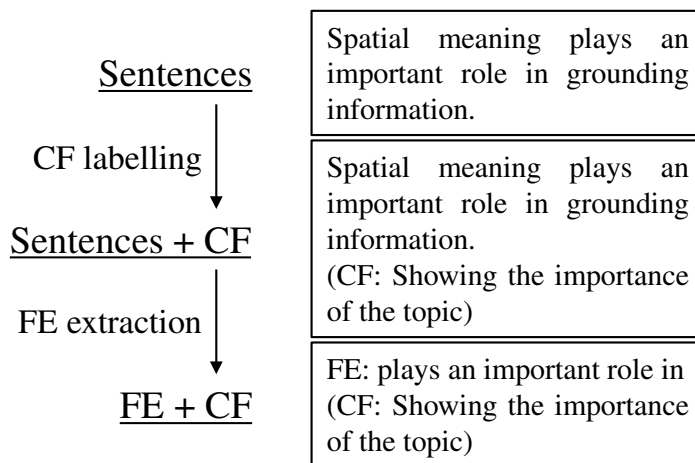 Sentences
CF labelling
Sentences + CF
FE extraction
FE + CF
Spatial meaning plays an
important role in grounding
information.
Spatial meaning plays an
important role in grounding
information.
(CF: Showing the importance
of the topic)
FE: plays an important role in
(CF: Showing the importance
of the topic)